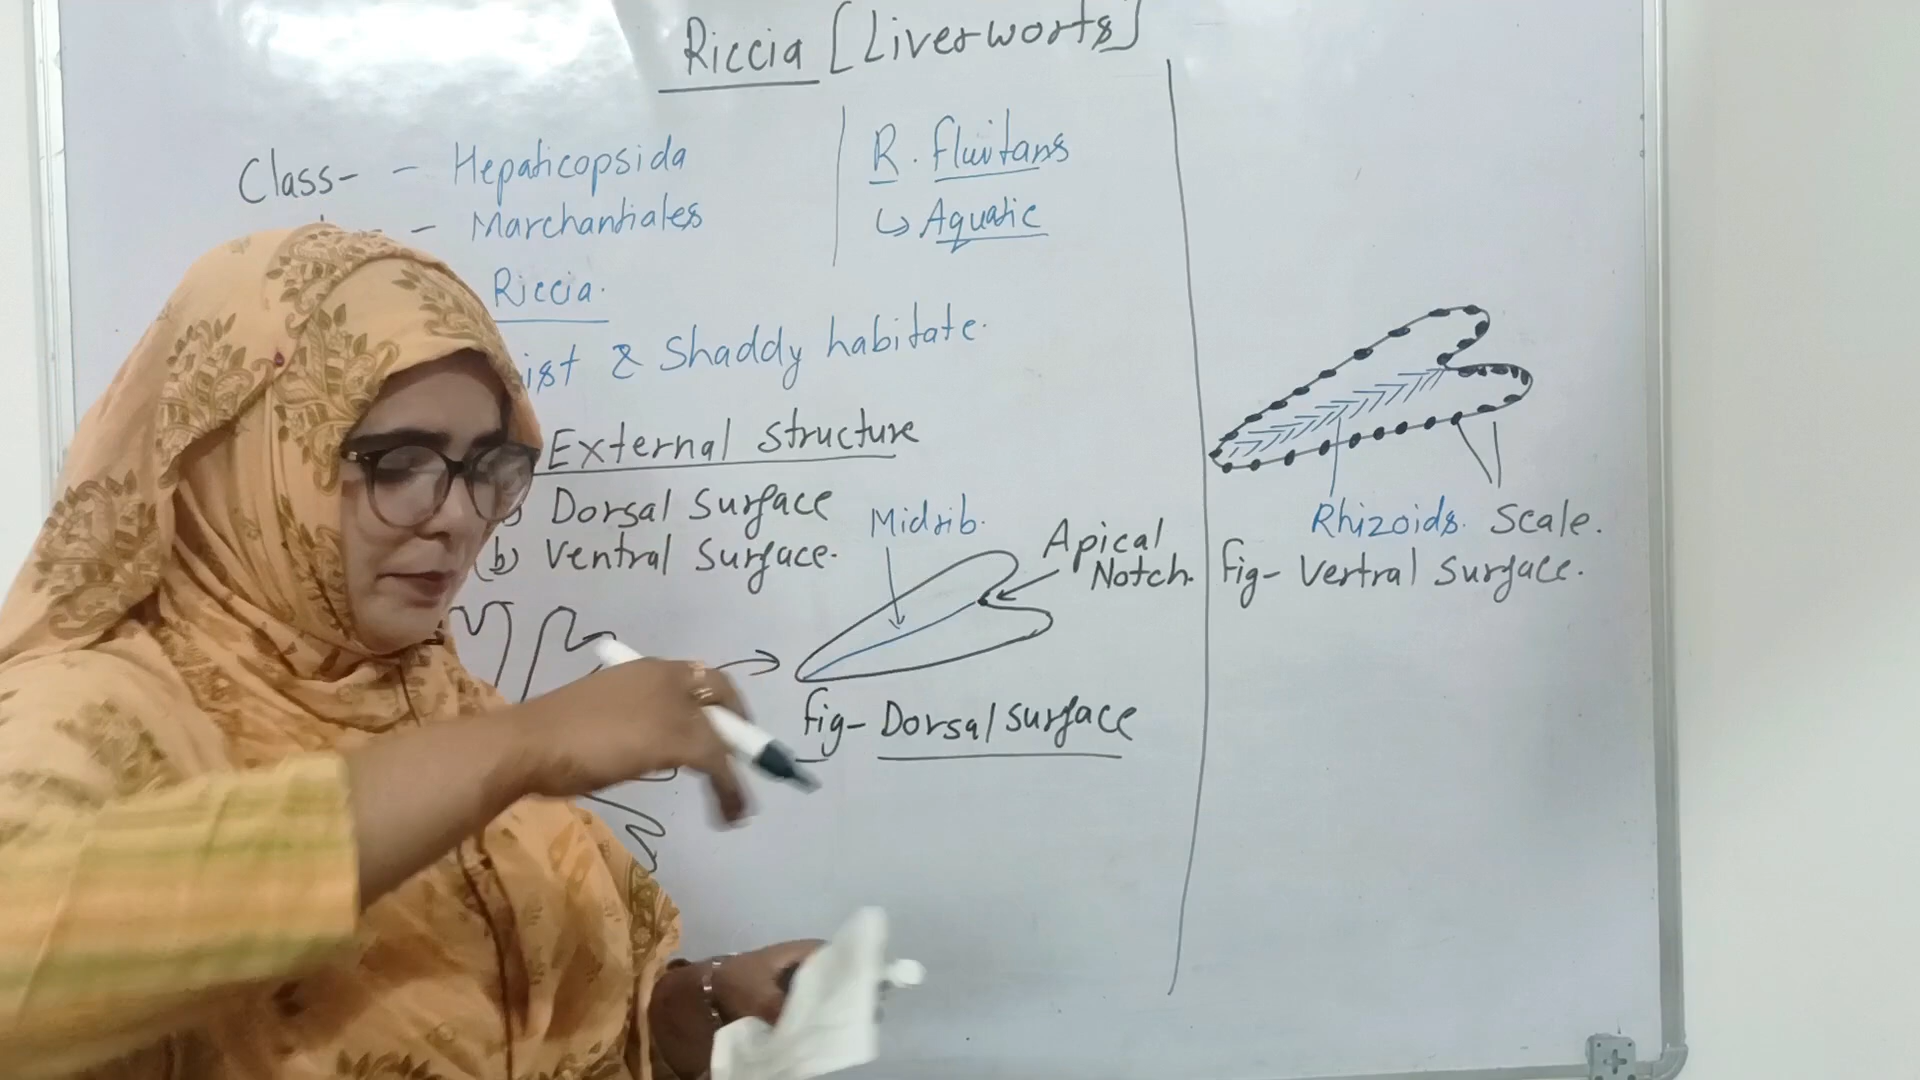 Riccia [Liverworts]
Class- - Hepaticopsida
- Marchantiales
Riccia.
& Shaddy habitate.
R. fluitans
↳ Aquatic
External structure
Dorsal surface
(b) Ventral surface.
Midrib.
Apical
Notch.
fig- Dorsal surface
Rhizoids. Scale.
fig- Vertral surface.